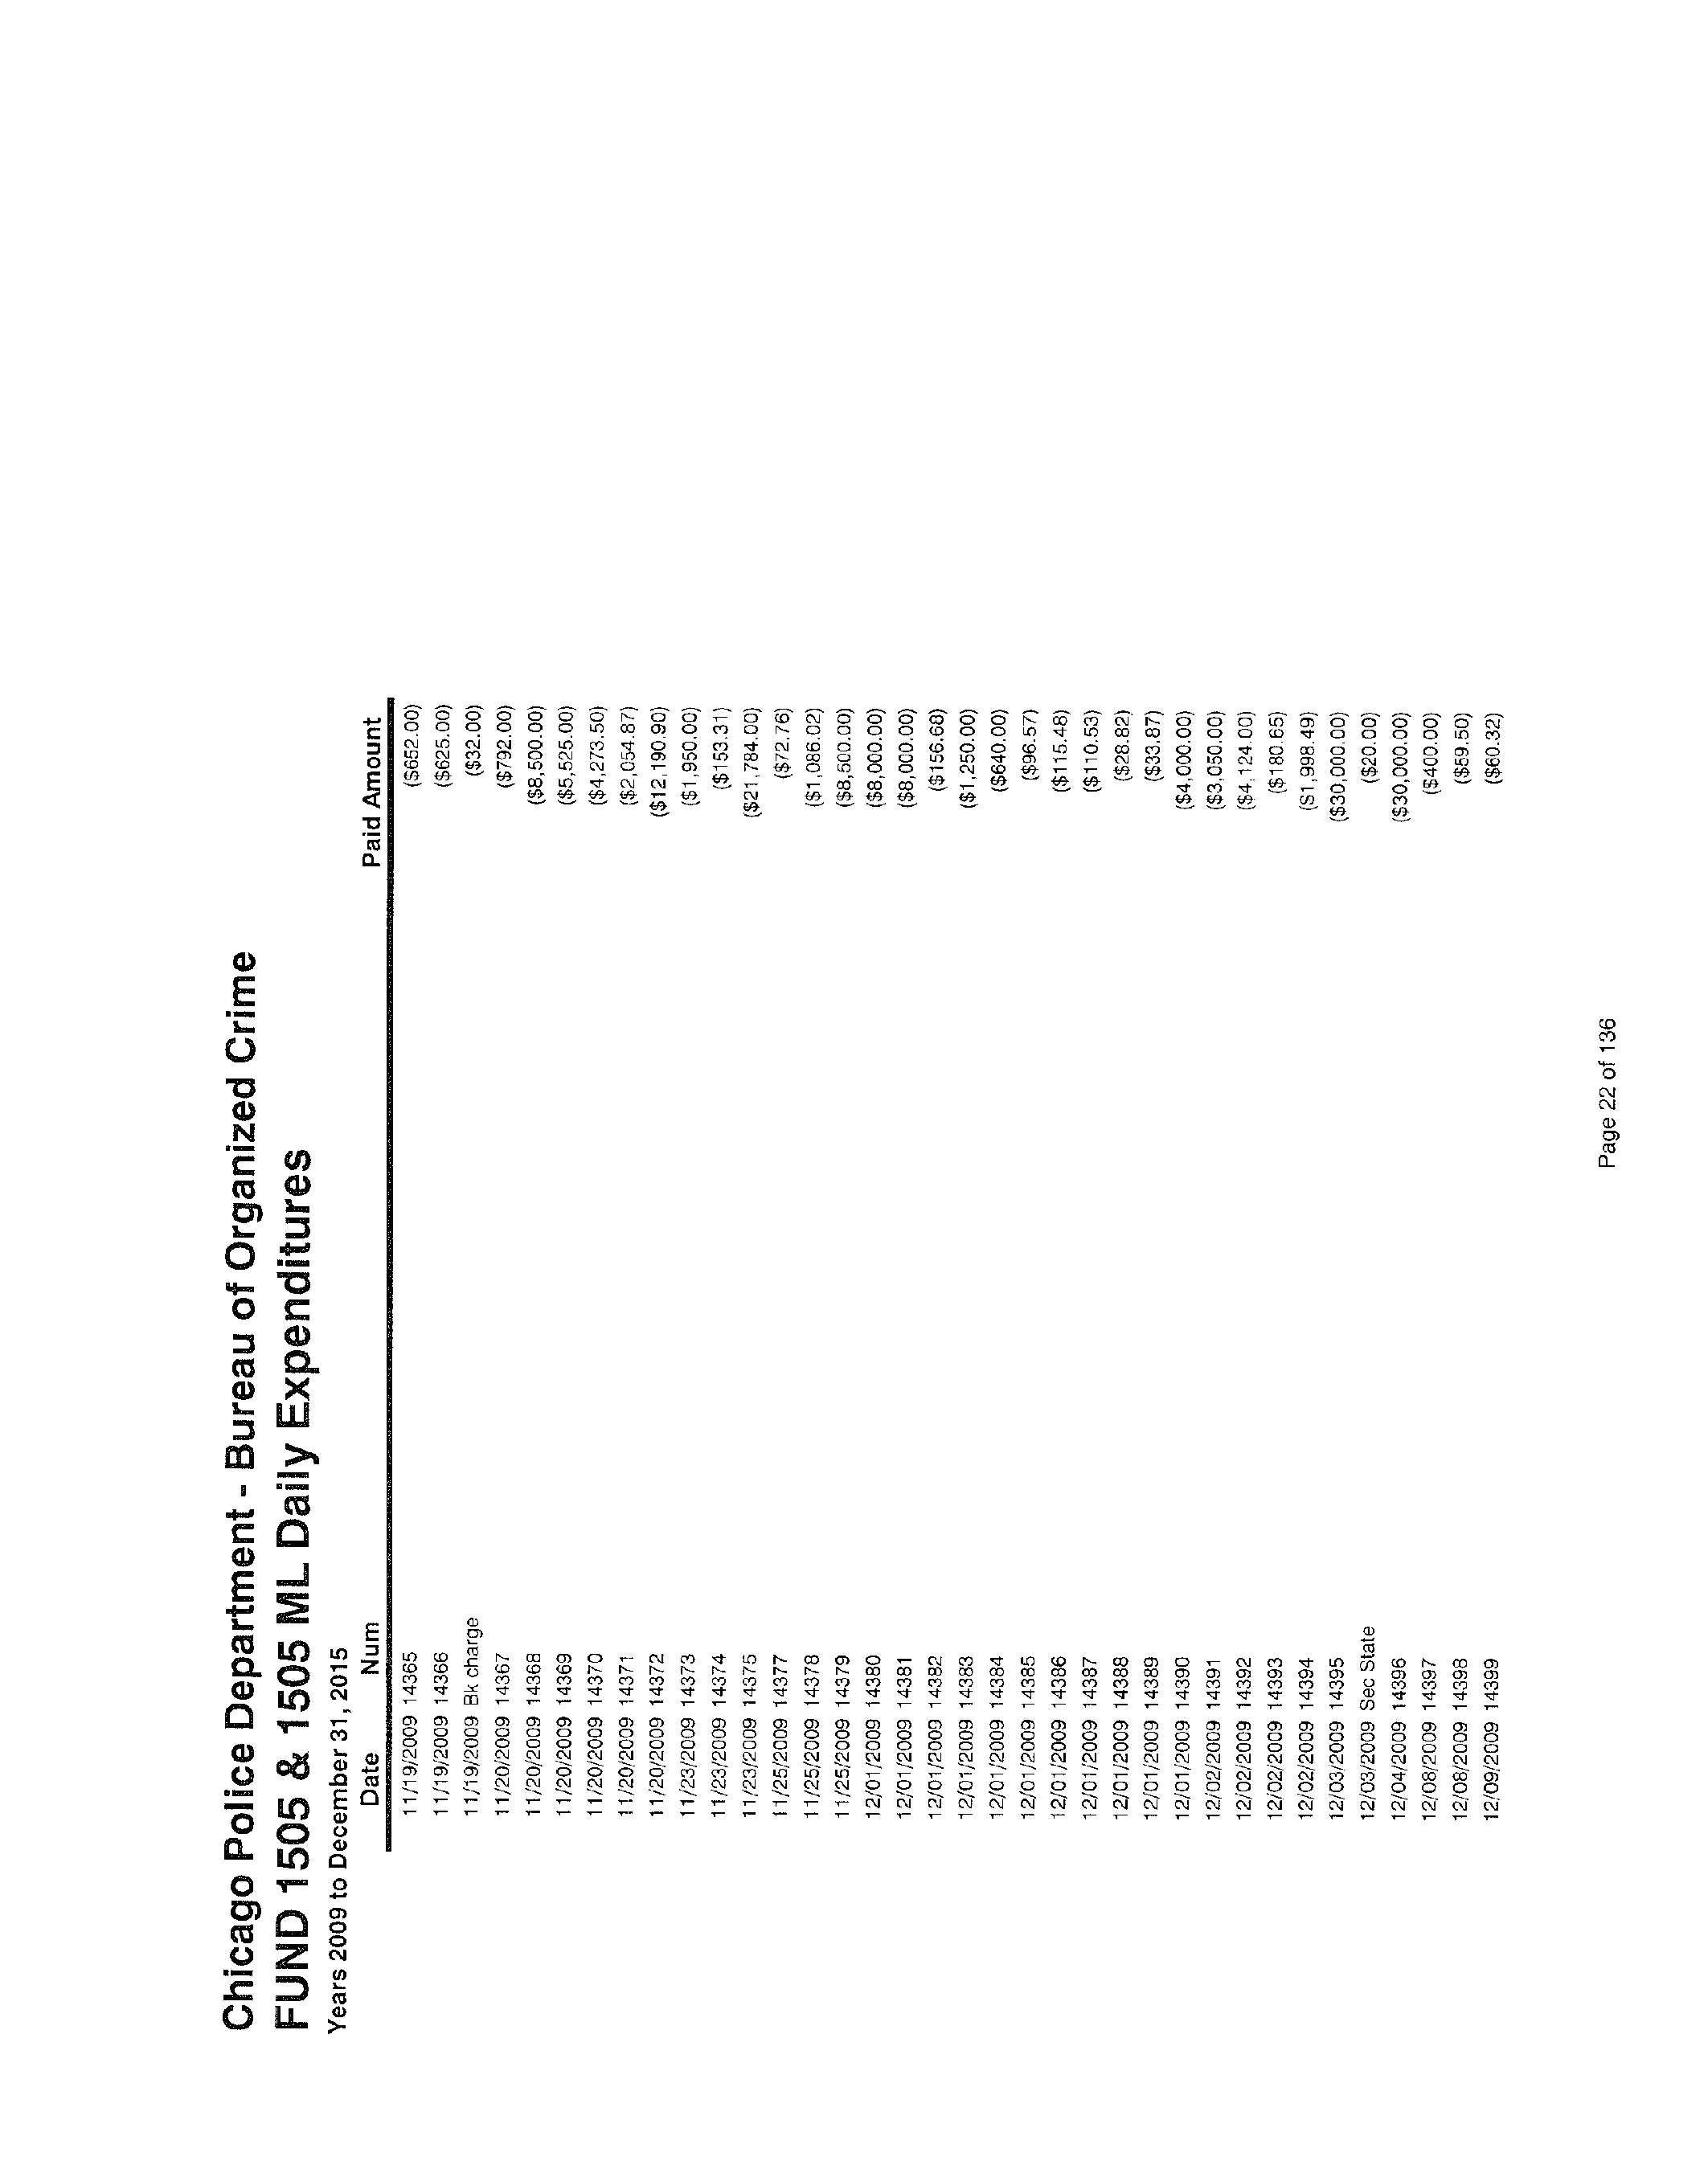 Chicago Police Department - Bureau of Organized Crime
FUND 1505 & 1505 ML Daily Expenditures
Years 2009 to December 31, 2015
Date Num Paid Amount
11/19/2009 14365 ($652.00)
11/19/2009 14366 ($625.00)
11/19/2009 Bk charge ($32.00)
11/20/2009 14367 ($792.00)
11/20/2009 14368 ($8,500.00)
11/20/2009 14369 ($5,525.00)
11/20/2009 14370 ($4,273.50)
11/20/2009 14371 ($2,054.87)
11/20/2009 14372 ($12,190.90)
11/23/2009 14373 ($1,950.00)
11/23/2009 14374 ($153.31)
11/23/2009 14375 ($21,784.00)
11/25/2009 14377 ($72.76)
11/25/2009 14378 ($1,086.02)
11/25/2009 14379 ($8,500.00)
12/01/2009 14380 ($8,000.00)
12/01/2009 14381 ($8,000.00)
12/01/2009 14382 ($156.68)
12/01/2009 14383 ($1,250.00)
12/01/2009 14384 ($640.00)
12/01/2009 14385 ($96.57)
12/01/2009 14386 ($115.48)
12/01/2009 14387 ($110.53)
12/01/2009 14388 ($28.82)
12/01/2009 14389 ($33.87)
12/01/2009 14390 ($4,000.00)
12/02/2009 14391 ($3,050.00)
12/02/2009 14392 ($4,124.00)
12/02/2009 14393 ($180.65)
12/02/2009 14394 ($1,998.49)
12/03/2009 14395 ($30,000.00)
12/03/2009 Sec State ($20.00)
12/04/2009 14396 ($30,000.00)
12/08/2009 14397 ($400.00)
12/08/2009 14398 ($59.50)
12/09/2009 14399 ($60.32)
Page 22 of 136